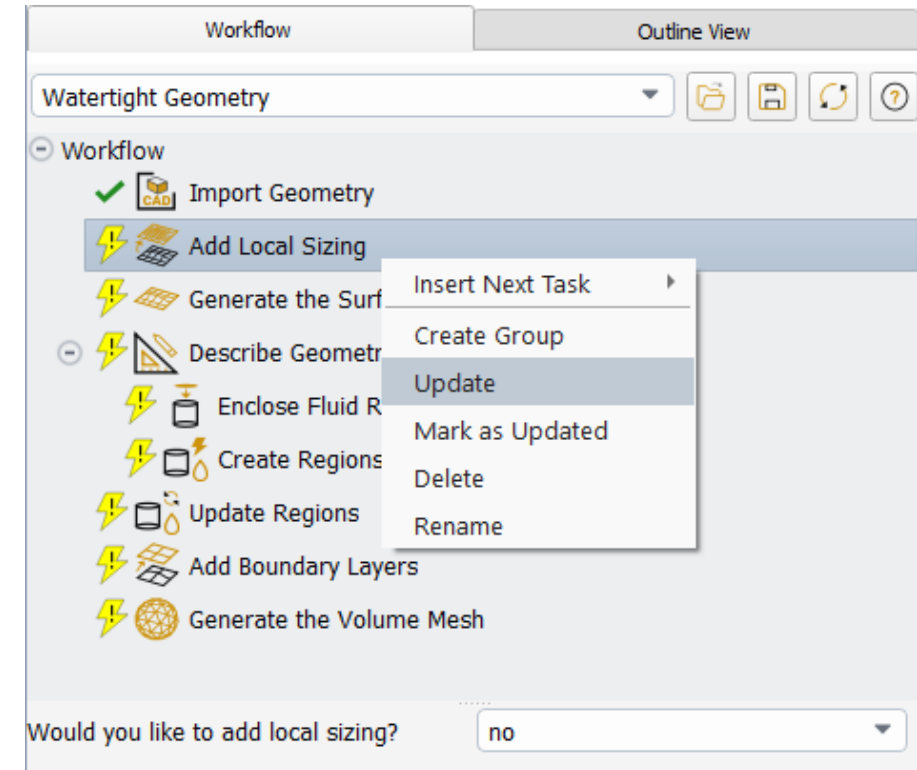 Workflow
Outline View
Watertight Geometry
Workflow
CAD
Import Geometry
Add Local Sizing
Generate the Surf
Describe Geometr
Enclose Fluid R
Create Regions
Update Regions
Add Boundary Layers
Generate the Volume Mesh
Insert Next Task
Create Group
Update
Mark as Updated
Delete
Rename
Would you like to add local sizing? no